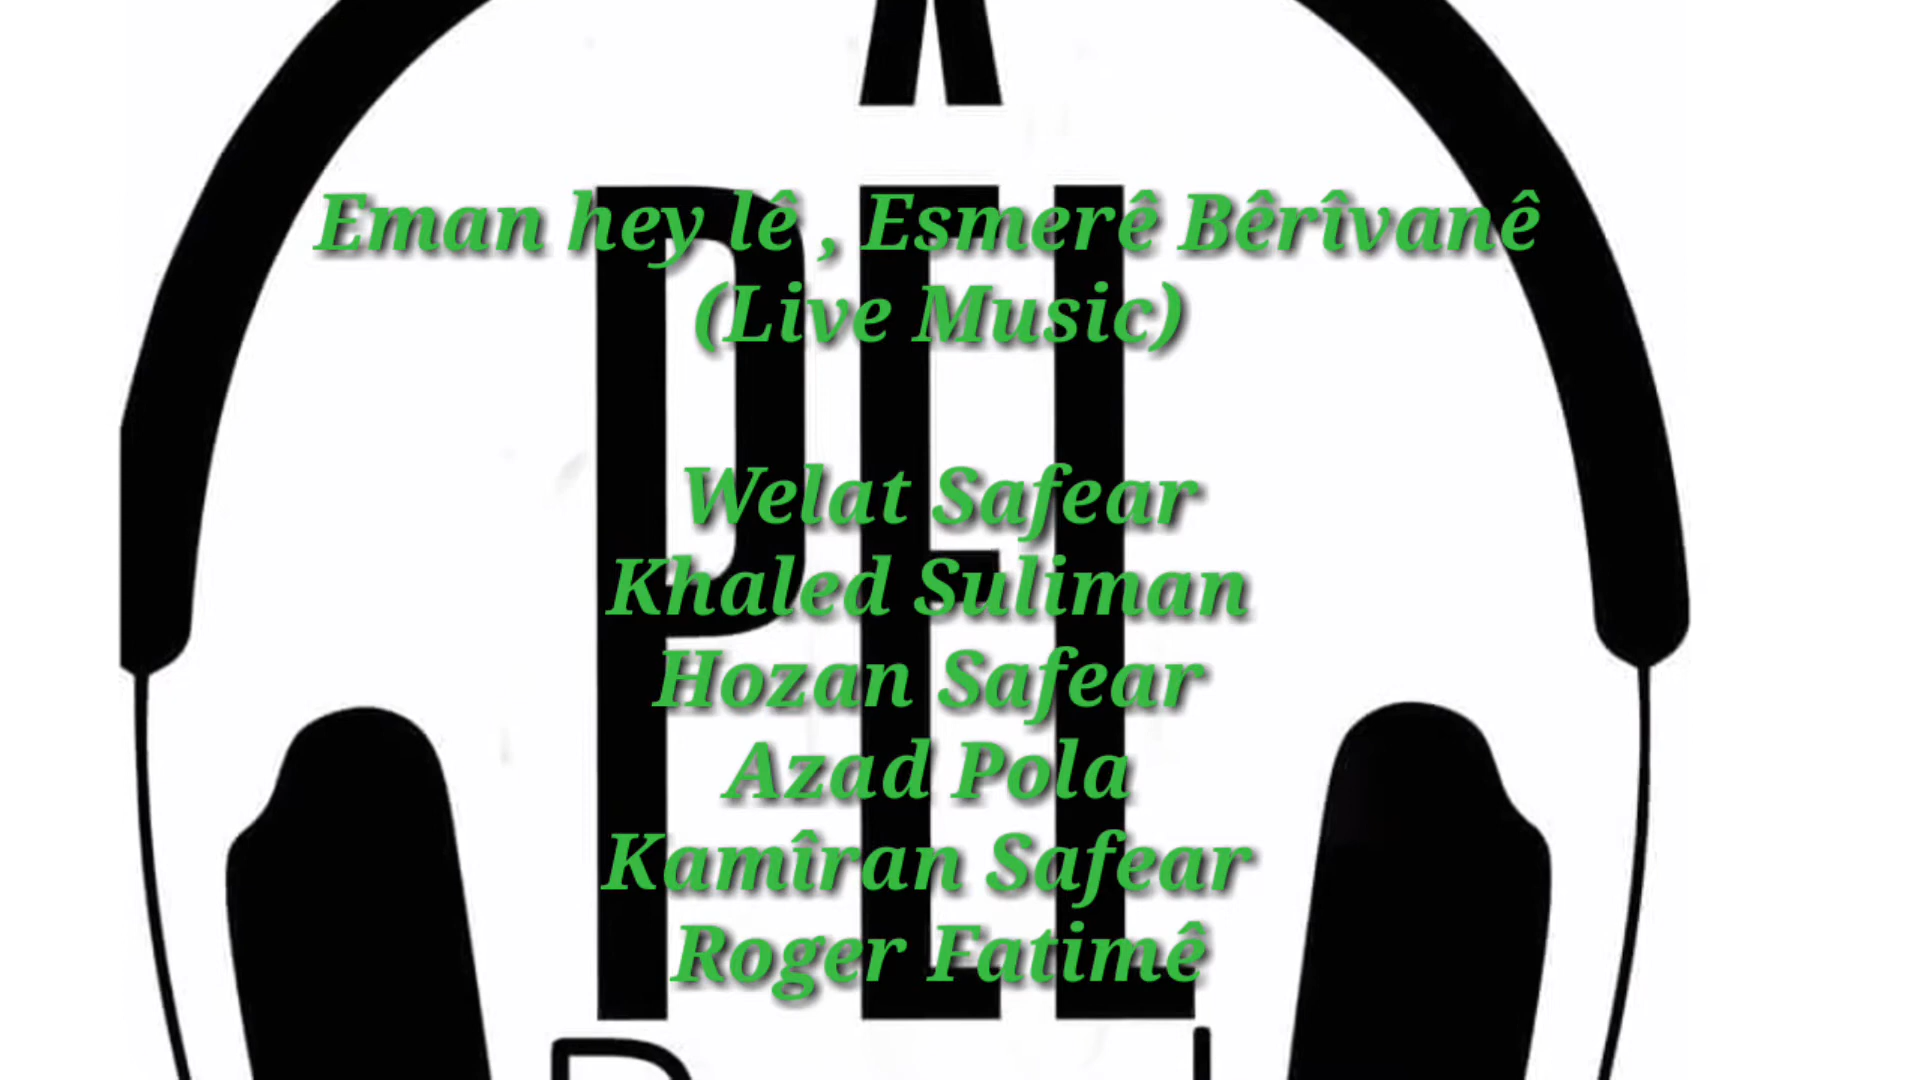 Eman hey lê , Esmerê Bêrîvanê
(Live Music)
Welat Safear
Khaled Suliman
Hozan Safear
Azad Pola
Kamîran Safear
Roger Fatimê
PEL